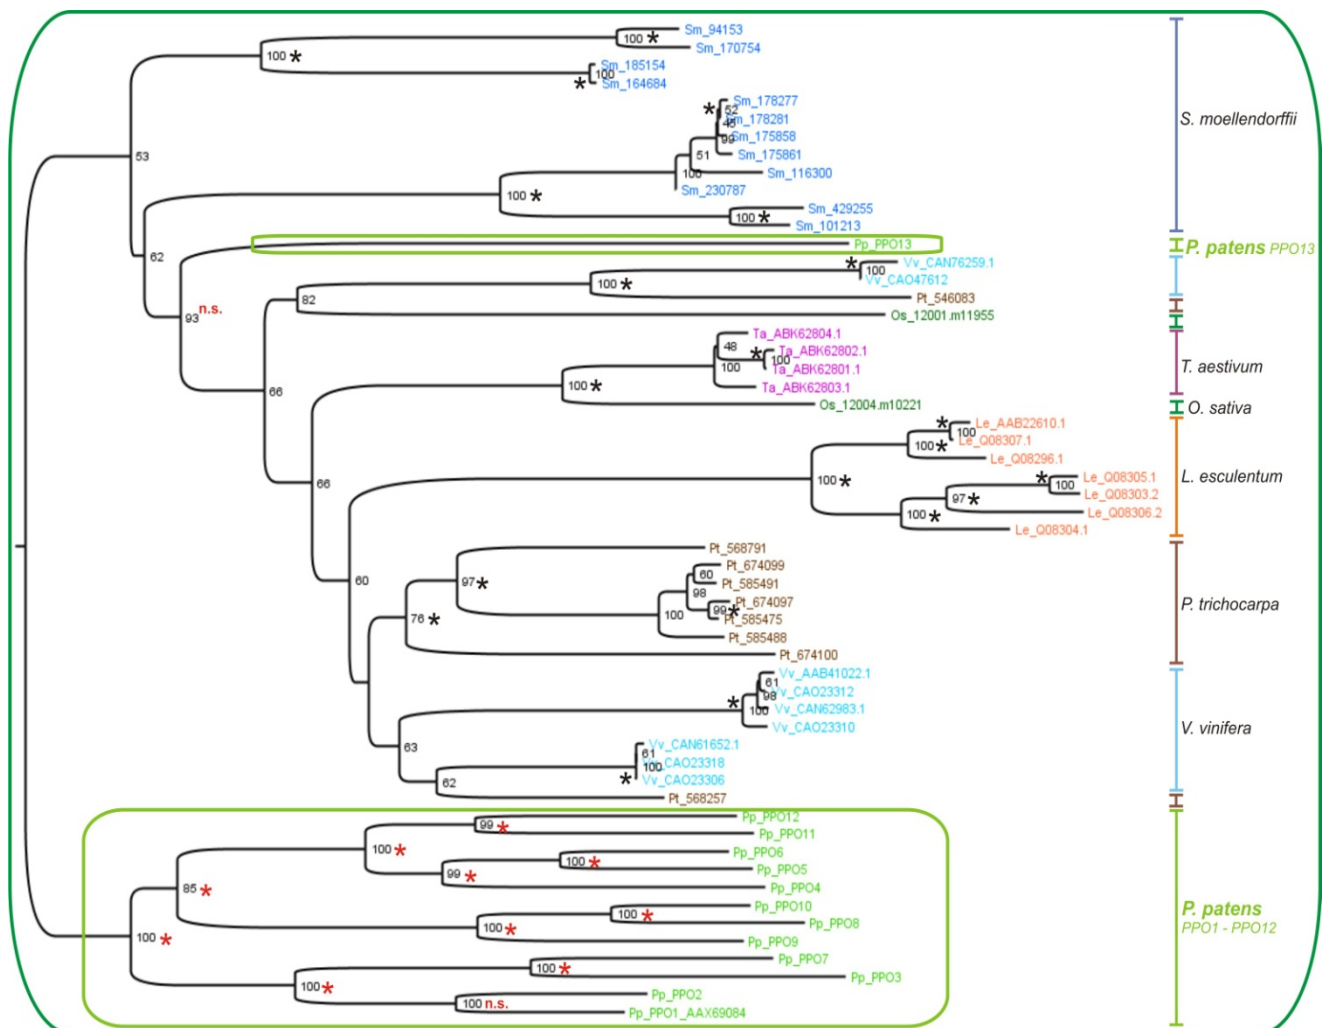 Sm_94153
100 *
Sm_170754
100 *
Sm_185154
100
* Sm_164684
Sm_178277
* 52
Sm_178281
Sm_175858
99
53
51
Sm_175861
100
Sm_116300
Sm_230787
100 *
Sm_429255
100 *
Sm_101213
S. moellendorffii
Pp_PPO13
P. patens PPO13
62
Vv_CAN76259.1
* 100
Vv_CAO47612
100 *
Pt_546083
82
n.s.
93
Os_12001.m11955
Ta_ABK62804.1
48
Ta_ABK62802.1
* 100
100
Ta_ABK62801.1
T. aestivum
100 *
Ta_ABK62803.1
66
Os_12004.m10221
O. sativa
Le_AAB22610.1
* 100
Le_Q08307.1
100 *
Le_Q08296.1
Le_Q08305.1
* 100
L. esculentum
100 *
66
Le_Q08303.2
97 *
Le_Q08306.2
100 *
Le_Q08304.1
Pt_568791
Pt_674099
60
Pt_585491
97 *
60
98
Pt_674097
99 *
P. trichocarpa
100
Pt_585475
76 *
Pt_585488
Pt_674100
Vv_AAB41022.1
61
Vv_CAO23312
98
* 100
Vv_CAN62983.1
Vv_CAO23310
V. vinifera
63
Vv_CAN61652.1
61
Vv_CAO23318
100
* Vv_CAO23306
62
Pt_568257
Pp_PPO12
99 *
Pp_PPO11
100 *
Pp_PPO6
100 *
Pp_PPO5
99 *
Pp_PPO4
85 *
Pp_PPO10
100 *
P. patens
Pp_PPO8
100 *
PPO1 - PPO12
100 *
Pp_PPO9
Pp_PPO7
100 *
Pp_PPO3
100 *
Pp_PPO2
100 n.s.
Pp_PPO1_AAX69084